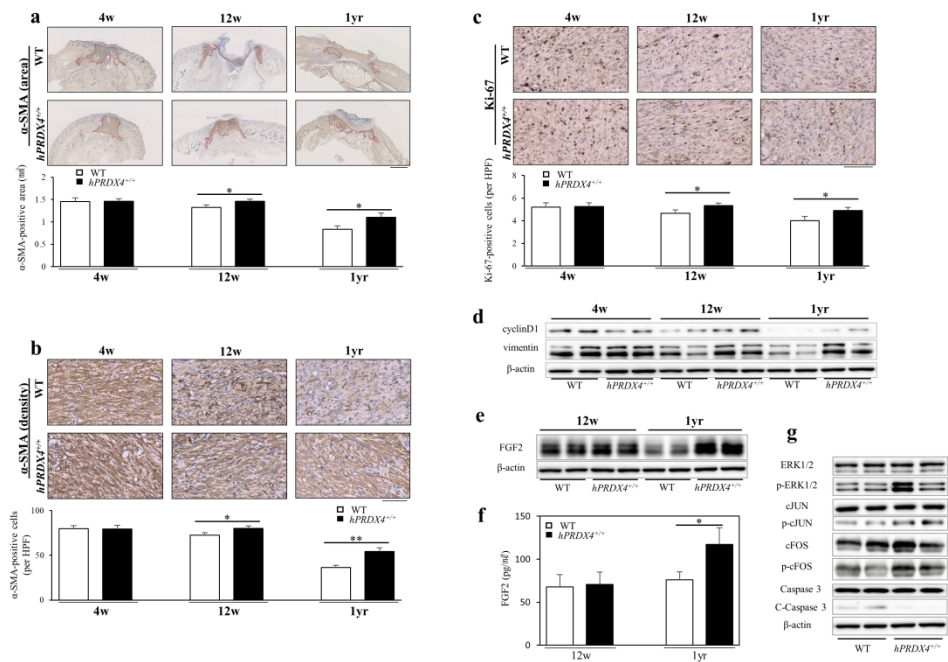 a
4w
12w
1yr
α-SMA (area)
WT
hPRDX4+/+
WT
hPRDX4+/+
α-SMA-positive area (㎟)
2
1.5
1
0.5
0
*
*
4w
12w
1yr
b
4w
12w
1yr
α-SMA (density)
WT
hPRDX4+/+
WT
hPRDX4+/+
α-SMA-positive cells
(per HPF)
100
50
0
*
**
4w
12w
1yr
c
4w
12w
1yr
Ki-67
WT
hPRDX4+/+
WT
hPRDX4+/+
Ki-67-positive cells (per HPF)
8
6
4
2
0
*
*
4w
12w
1yr
d
4w
12w
1yr
cyclinD1
vimentin
β-actin
WT
hPRDX4+/+
WT
hPRDX4+/+
WT
hPRDX4+/+
e
12w
1yr
FGF2
β-actin
WT
hPRDX4+/+
WT
hPRDX4+/+
f
WT
hPRDX4+/+
FGF2 (pg/㎖)
150
100
50
0
*
12w
1yr
g
ERK1/2
p-ERK1/2
cJUN
p-cJUN
cFOS
p-cFOS
Caspase 3
C-Caspase 3
β-actin
WT
hPRDX4+/+